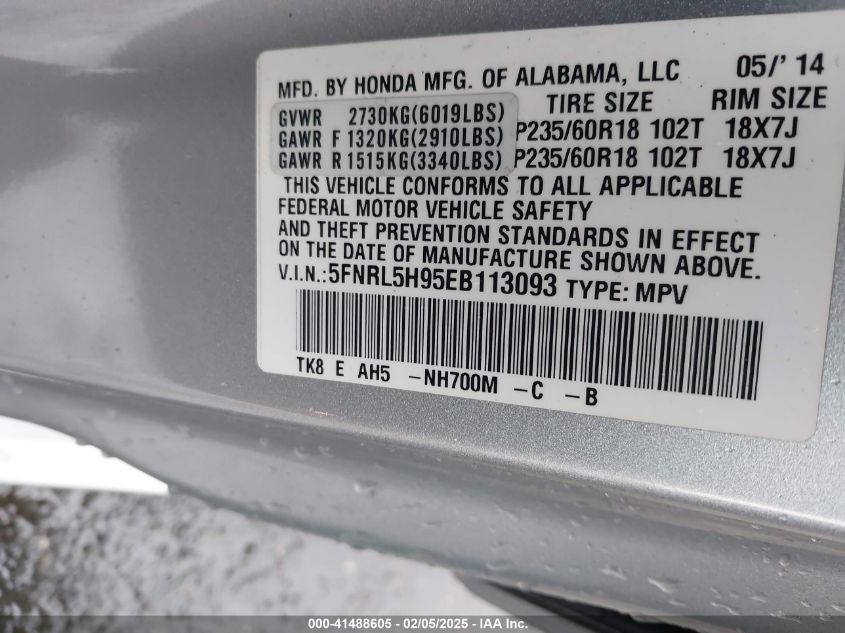 MFD. BY HONDA MFG. OF ALABAMA, LLC 05/' 14
TIRE SIZE RIM SIZE
GVWR 2730KG(6019LBS)
GAWR F 1320KG(2910LBS) P235/60R18 102T 18X7J
GAWR R 1515KG(3340LBS) P235/60R18 102T 18X7J
THIS VEHICLE CONFORMS TO ALL APPLICABLE
FEDERAL MOTOR VEHICLE SAFETY
AND THEFT PREVENTION STANDARDS IN EFFECT
ON THE DATE OF MANUFACTURE SHOWN ABOVE.
V.I.N.:5FNRL5H95EB113093 TYPE: MPV
TK8 E AH5 -NH700M -C -B
000-41488605 - 02/05/2025 - IAA Inc.